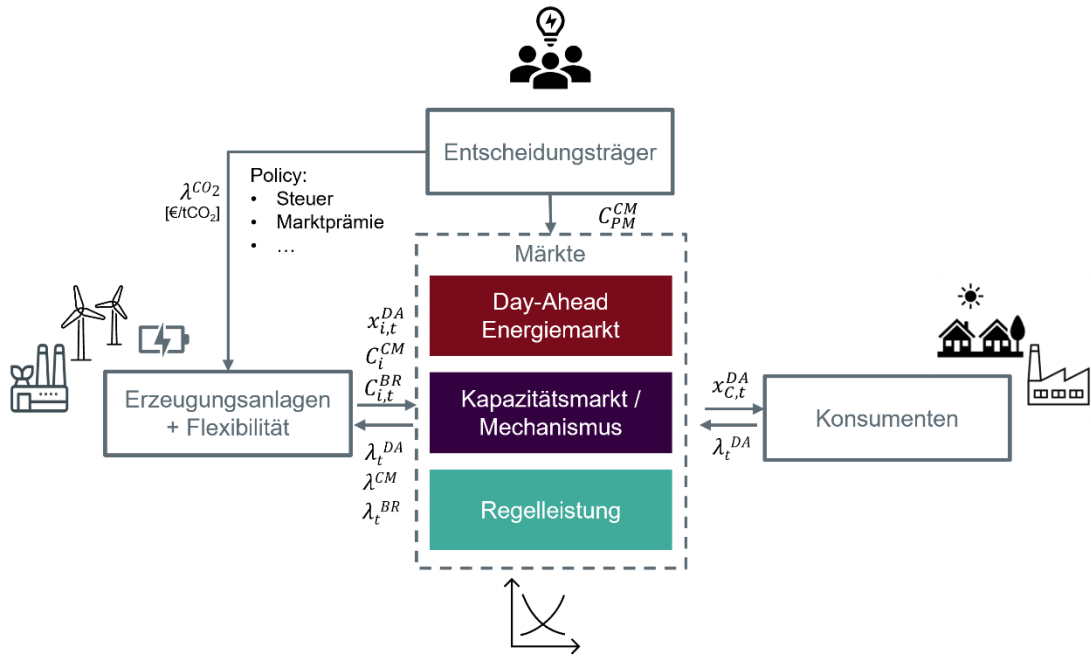 Entscheidungsträger
λ^{CO_2}
[€/tCO₂]
Policy:
• Steuer
• Marktprämie
• …
C_{PM}^{CM}
Märkte
Day-Ahead
Energiemarkt
Kapazitätsmarkt /
Mechanismus
Regelleistung
x_{i,t}^{DA}
C_i^{CM}
C_{i,t}^{BR}
λ_t^{DA}
λ^{CM}
λ_t^{BR}
Erzeugungsanlagen
+ Flexibilität
x_{C,t}^{DA}
λ_t^{DA}
Konsumenten